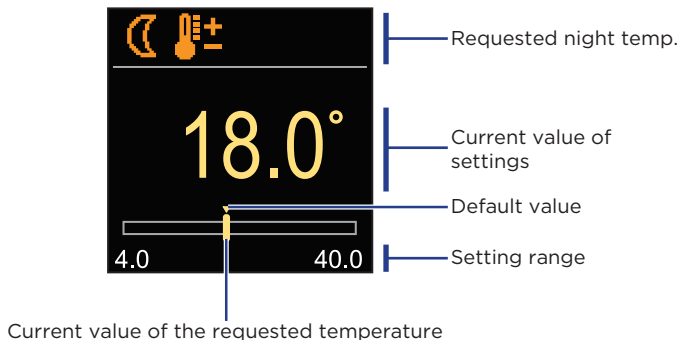 Requested night temp.
18.0°
Current value of
settings
Default value
4.0 40.0
Setting range
Current value of the requested temperature